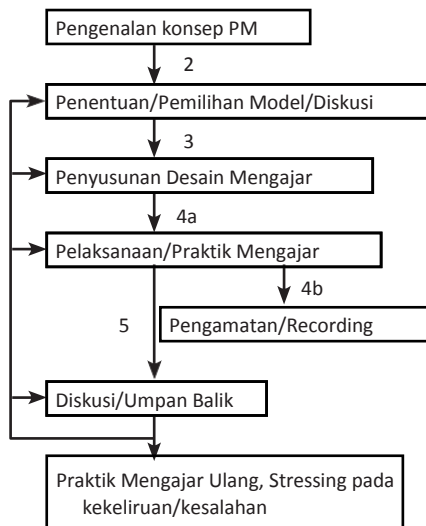 Pengenalan konsep PM
2
Penentuan/Pemilihan Model/Diskusi
3
Penyusunan Desain Mengajar
4a
Pelaksanaan/Praktik Mengajar
4b
5
Pengamatan/Recording
Diskusi/Umpan Balik
Praktik Mengajar Ulang, Stressing pada
kekeliruan/kesalahan